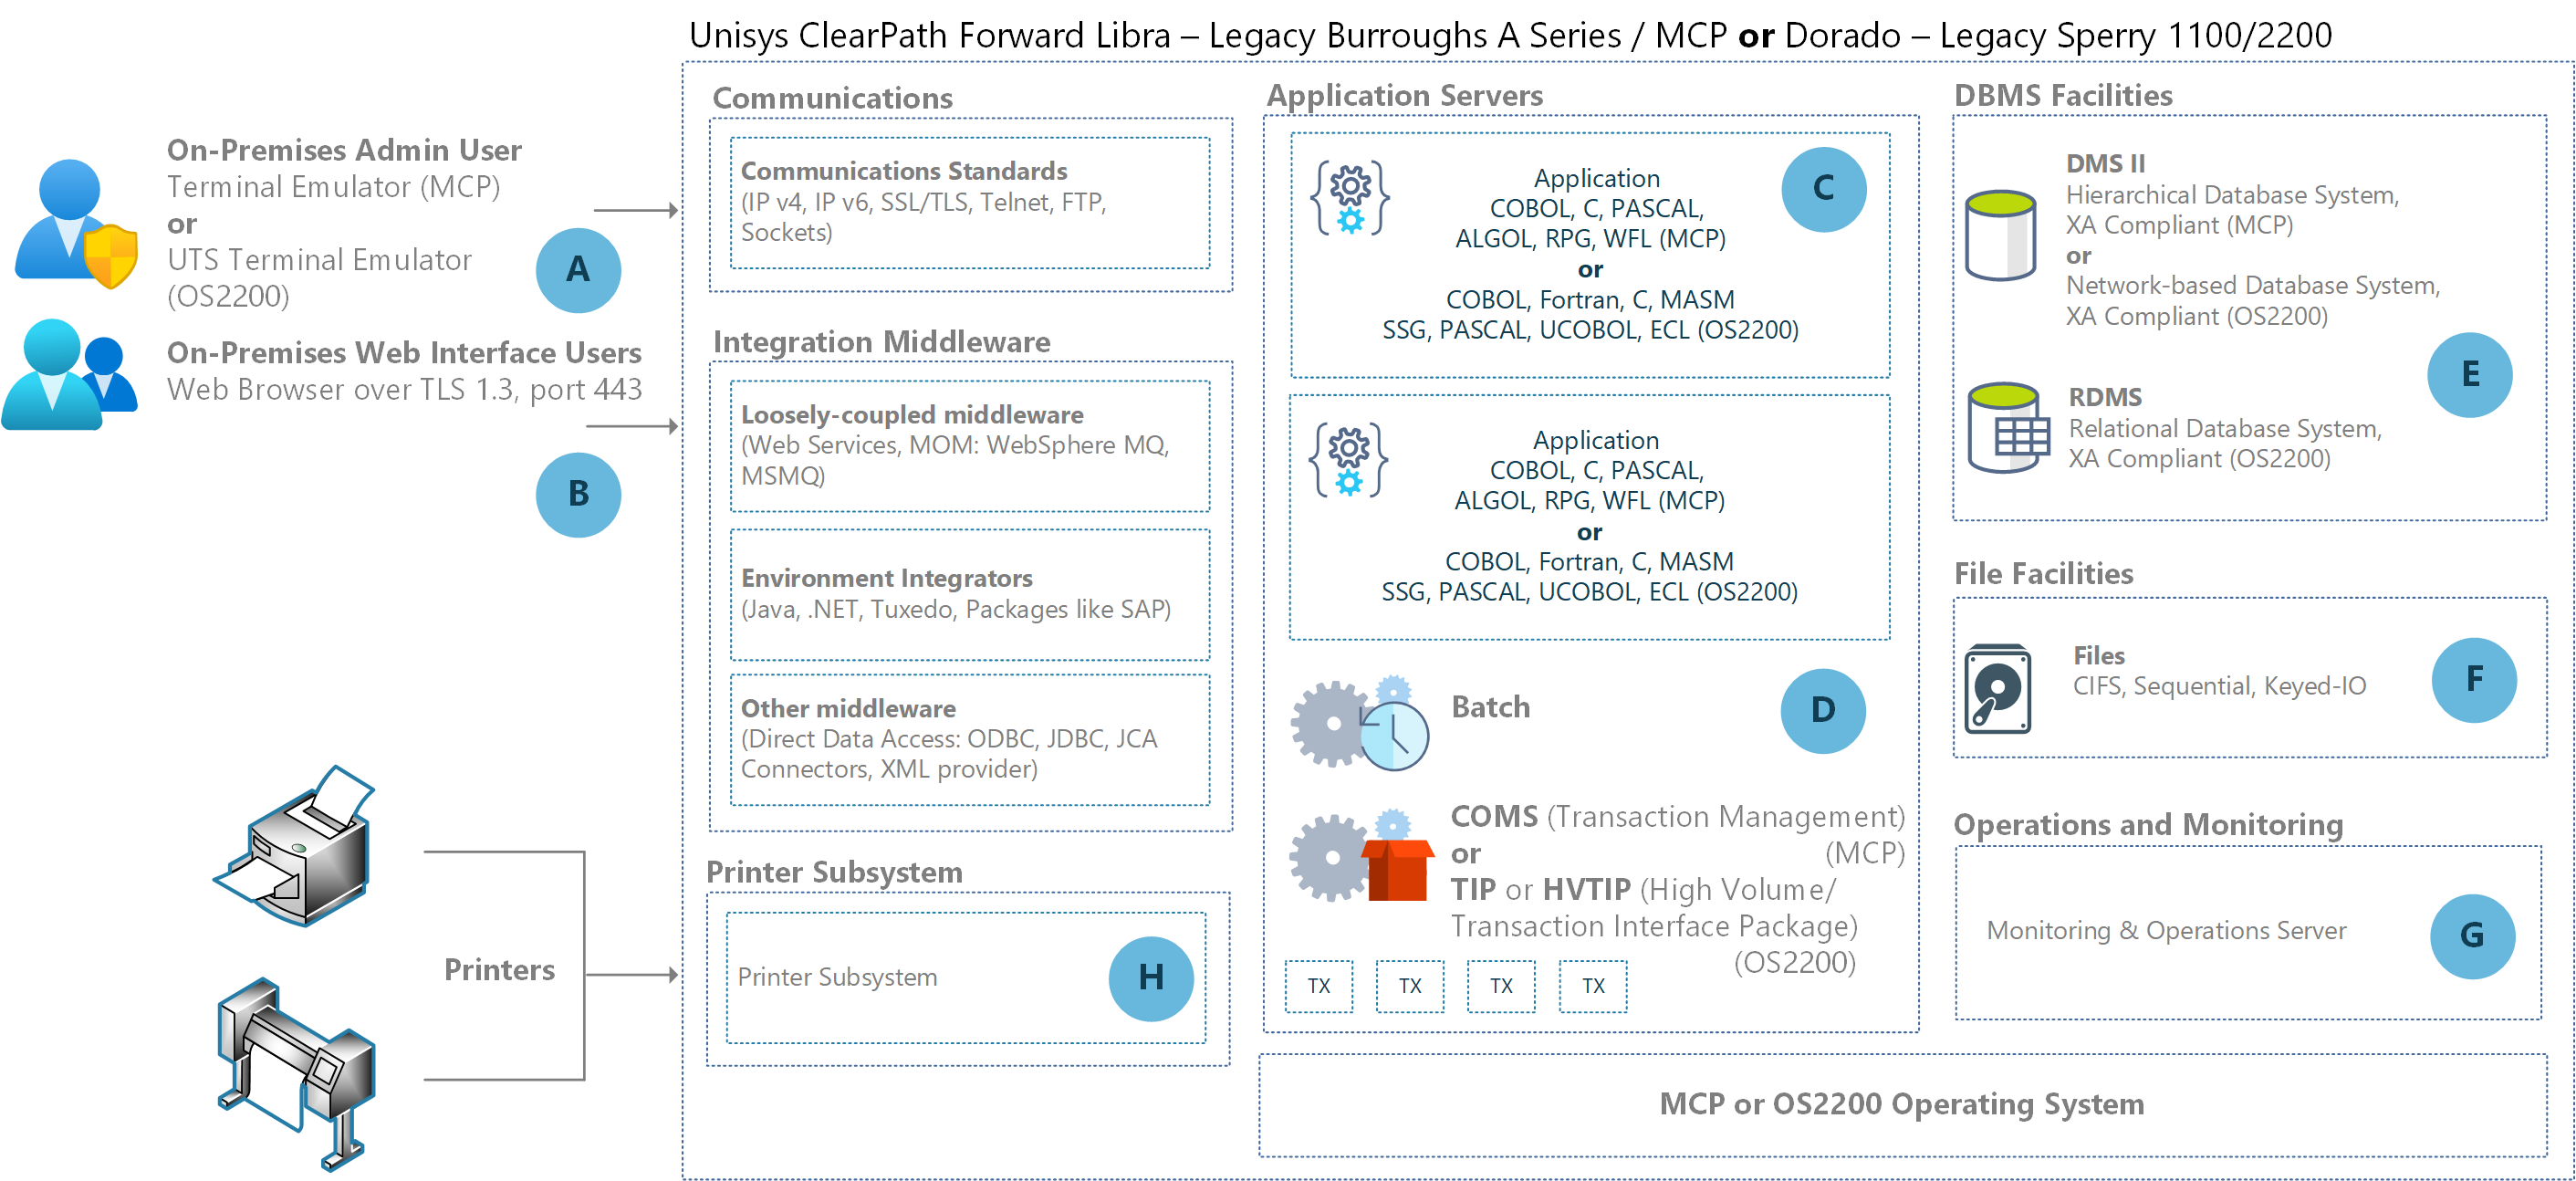 Unisys ClearPath Forward Libra – Legacy Burroughs A Series / MCP or Dorado – Legacy Sperry 1100/2200
On-Premises Admin User
Terminal Emulator (MCP)
or
UTS Terminal Emulator
(OS2200)
A
On-Premises Web Interface Users
Web Browser over TLS 1.3, port 443
B
Printers
Communications
Communications Standards
(IP v4, IP v6, SSL/TLS, Telnet, FTP,
Sockets)
Integration Middleware
Loosely-coupled middleware
(Web Services, MOM: WebSphere MQ,
MSMQ)
Environment Integrators
(Java, .NET, Tuxedo, Packages like SAP)
Other middleware
(Direct Data Access: ODBC, JDBC, JCA
Connectors, XML provider)
Printer Subsystem
Printer Subsystem
H
Application Servers
Application
COBOL, C, PASCAL,
ALGOL, RPG, WFL (MCP)
or
COBOL, Fortran, C, MASM
SSG, PASCAL, UCOBOL, ECL (OS2200)
C
Application
COBOL, C, PASCAL,
ALGOL, RPG, WFL (MCP)
or
COBOL, Fortran, C, MASM
SSG, PASCAL, UCOBOL, ECL (OS2200)
Batch
D
COMS (Transaction Management)
(MCP)
or
TIP or HVTIP (High Volume/
Transaction Interface Package)
(OS2200)
TX
TX
TX
TX
DBMS Facilities
DMS II
Hierarchical Database System,
XA Compliant (MCP)
or
Network-based Database System,
XA Compliant (OS2200)
E
RDMS
Relational Database System,
XA Compliant (OS2200)
File Facilities
Files
CIFS, Sequential, Keyed-IO
F
Operations and Monitoring
Monitoring & Operations Server
G
MCP or OS2200 Operating System